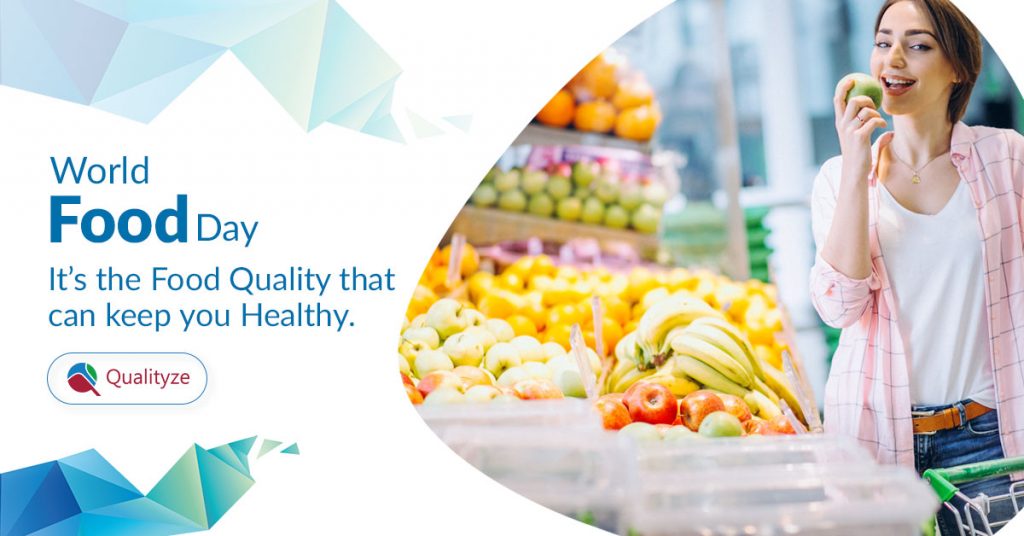 World
Food Day
It's the Food Quality that
can keep you Healthy.
Qualityze